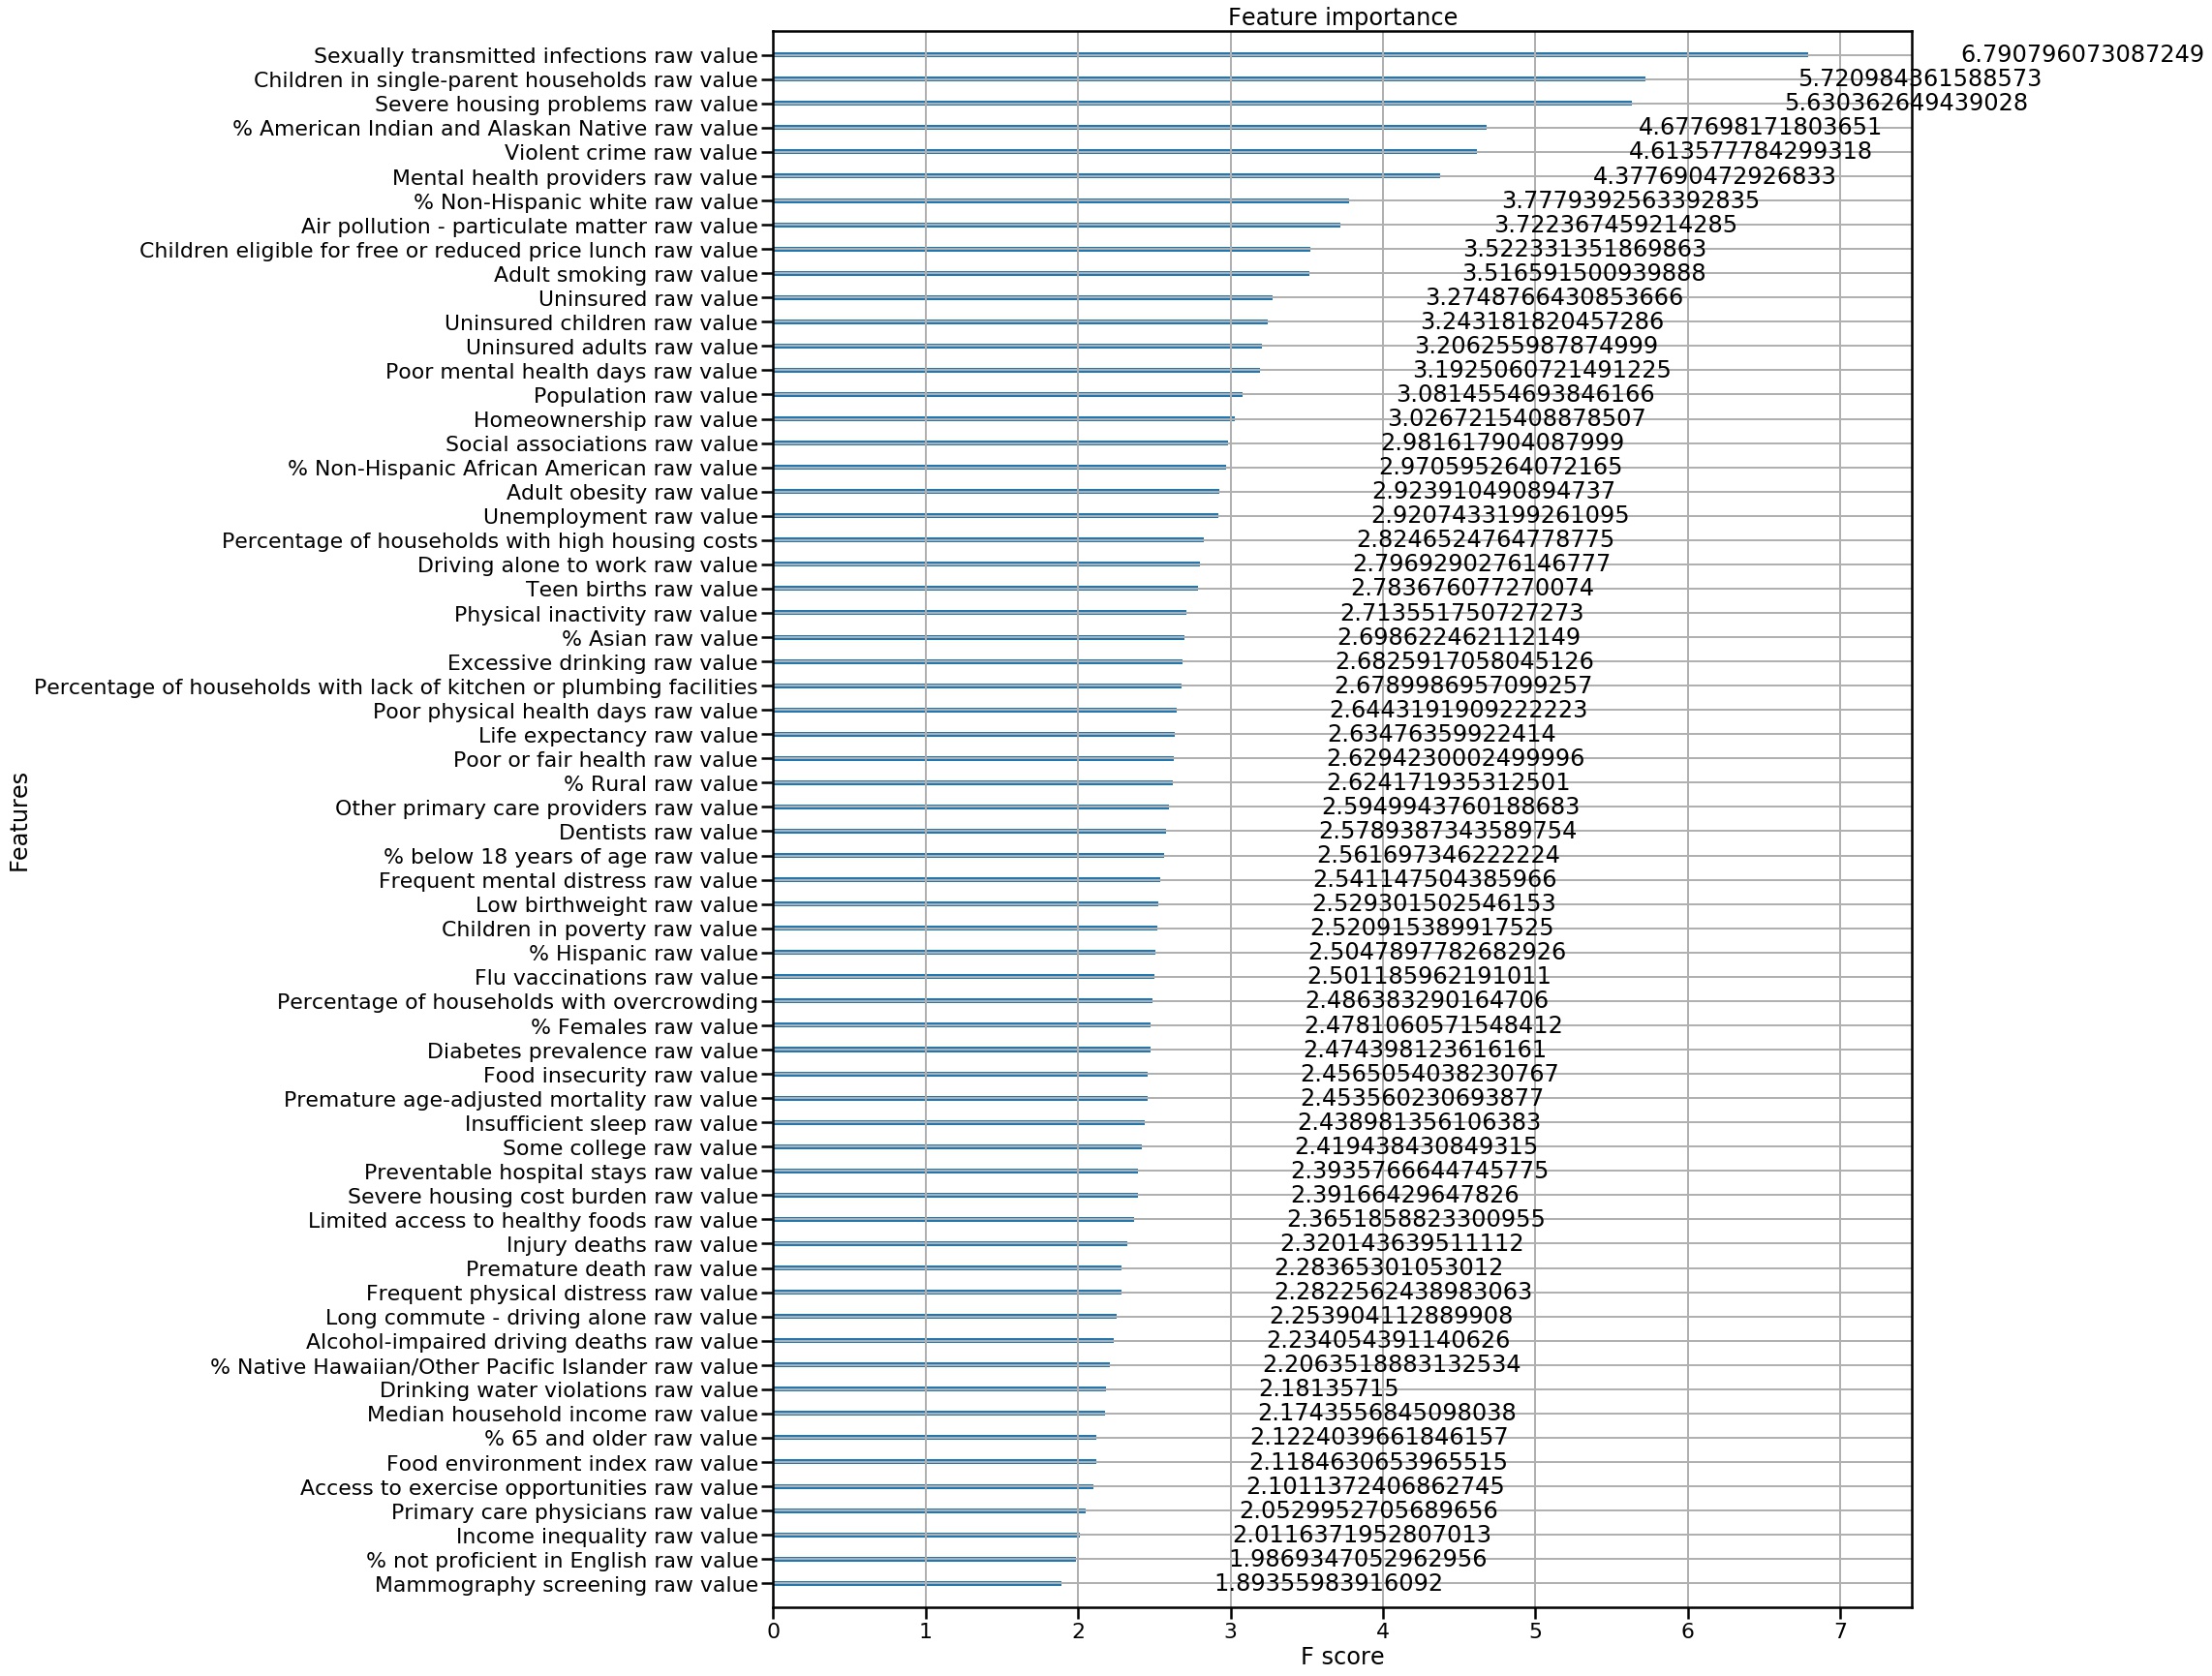 Feature importance
Sexually transmitted infections raw value 6.790796073087249
Children in single-parent households raw value 5.720984361588573
Severe housing problems raw value 5.630362649439028
% American Indian and Alaskan Native raw value 4.677698171803651
Violent crime raw value 4.613577784299318
Mental health providers raw value 4.377690472926833
% Non-Hispanic white raw value 3.7779392563392835
Air pollution - particulate matter raw value 3.722367459214285
Children eligible for free or reduced price lunch raw value 3.522331351869863
Adult smoking raw value 3.516591500939888
Uninsured raw value 3.2748766430853666
Uninsured children raw value 3.243181820457286
Uninsured adults raw value 3.206255987874999
Poor mental health days raw value 3.1925060721491225
Population raw value 3.0814554693846166
Homeownership raw value 3.0267215408878507
Social associations raw value 2.981617904087999
% Non-Hispanic African American raw value 2.970595264072165
Adult obesity raw value 2.923910490894737
Unemployment raw value 2.9207433199261095
Percentage of households with high housing costs 2.8246524764778775
Driving alone to work raw value 2.7969290276146777
Teen births raw value 2.783676077270074
Physical inactivity raw value 2.713551750727273
% Asian raw value 2.698622462112149
Excessive drinking raw value 2.6825917058045126
Percentage of households with lack of kitchen or plumbing facilities 2.6789986957099257
Poor physical health days raw value 2.6443191909222223
Life expectancy raw value 2.63476359922414
Poor or fair health raw value 2.6294230002499996
% Rural raw value 2.624171935312501
Other primary care providers raw value 2.5949943760188683
Dentists raw value 2.5789387343589754
% below 18 years of age raw value 2.561697346222224
Frequent mental distress raw value 2.541147504385966
Low birthweight raw value 2.529301502546153
Children in poverty raw value 2.520915389917525
% Hispanic raw value 2.5047897782682926
Flu vaccinations raw value 2.501185962191011
Percentage of households with overcrowding 2.486383290164706
% Females raw value 2.4781060571548412
Diabetes prevalence raw value 2.474398123616161
Food insecurity raw value 2.4565054038230767
Premature age-adjusted mortality raw value 2.453560230693877
Insufficient sleep raw value 2.438981356106383
Some college raw value 2.419438430849315
Preventable hospital stays raw value 2.3935766644745775
Severe housing cost burden raw value 2.39166429647826
Limited access to healthy foods raw value 2.3651858823300955
Injury deaths raw value 2.320143639511112
Premature death raw value 2.28365301053012
Frequent physical distress raw value 2.2822562438983063
Long commute - driving alone raw value 2.253904112889908
Alcohol-impaired driving deaths raw value 2.234054391140626
% Native Hawaiian/Other Pacific Islander raw value 2.2063518883132534
Drinking water violations raw value 2.18135715
Median household income raw value 2.1743556845098038
% 65 and older raw value 2.1224039661846157
Food environment index raw value 2.1184630653965515
Access to exercise opportunities raw value 2.1011372406862745
Primary care physicians raw value 2.0529952705689656
Income inequality raw value 2.0116371952807013
% not proficient in English raw value 1.9869347052962956
Mammography screening raw value 1.89355983916092
Features
0 1 2 3 4 5 6 7
F score